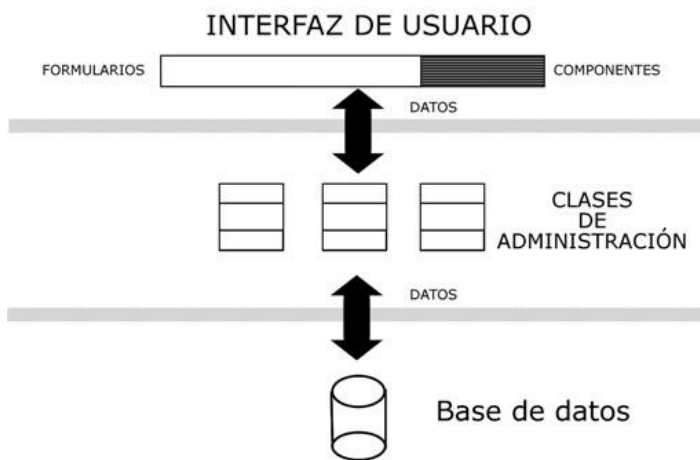 INTERFAZ DE USUARIO
FORMULARIOS
COMPONENTES
DATOS
CLASES
DE
ADMINISTRACIÓN
DATOS
Base de datos